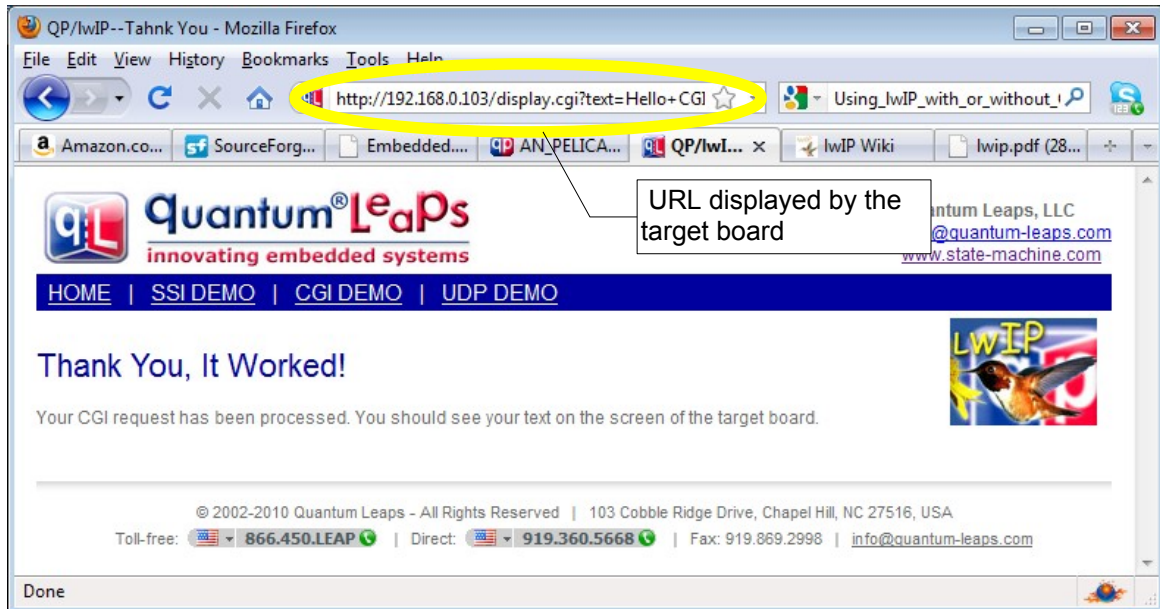 QP/lwIP--Tahnk You - Mozilla Firefox
File Edit View History Bookmarks Tools Help
http://192.168.0.103/display.cgi?text=Hello+CGI
Using_lwIP_with_or_without_
Amazon.co... SourceForg... Embedded.... AN_PELICA... QP/lwI... × lwIP Wiki lwip.pdf (28...
URL displayed by the
target board
qL quantum®LeaPs
innovating embedded systems
antum Leaps, LLC
@quantum-leaps.com
www.state-machine.com
HOME | SSI DEMO | CGI DEMO | UDP DEMO
LwIP
qp
Thank You, It Worked!
Your CGI request has been processed. You should see your text on the screen of the target board.
© 2002-2010 Quantum Leaps - All Rights Reserved | 103 Cobble Ridge Drive, Chapel Hill, NC 27516, USA
Toll-free: 866.450.LEAP | Direct: 919.360.5668 | Fax: 919.869.2998 | info@quantum-leaps.com
Done